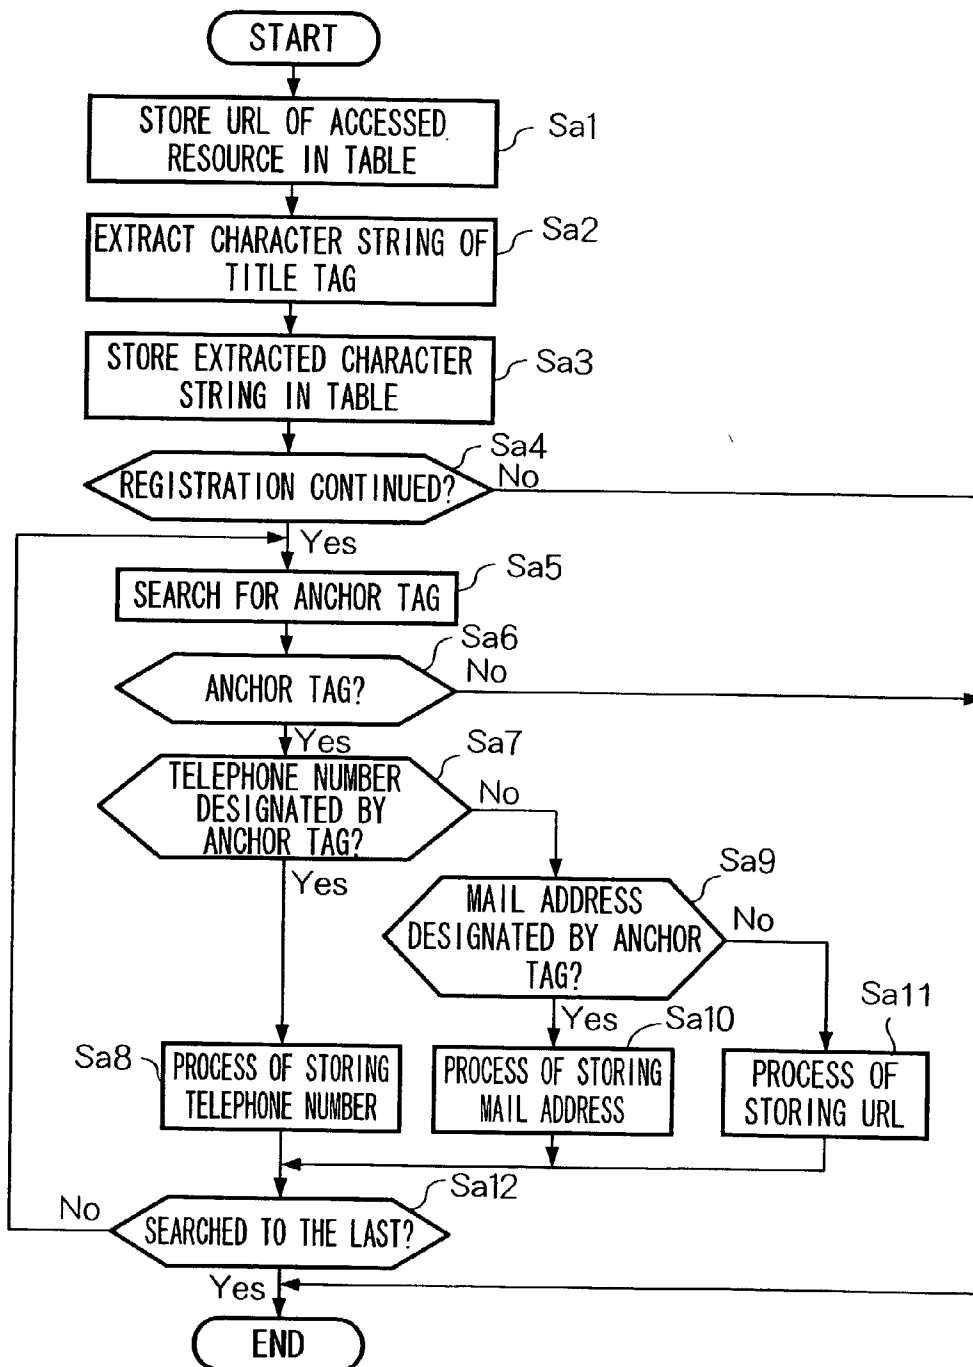 START
STORE URL OF ACCESSED
RESOURCE IN TABLE
Sa1
EXTRACT CHARACTER STRING OF
TITLE TAG
Sa2
STORE EXTRACTED CHARACTER
STRING IN TABLE
Sa3
Sa4
REGISTRATION CONTINUED?
No
Yes
SEARCH FOR ANCHOR TAG
Sa5
Sa6
ANCHOR TAG?
No
Yes
Sa7
TELEPHONE NUMBER
DESIGNATED BY
ANCHOR TAG?
No
Yes
Sa9
MAIL ADDRESS
DESIGNATED BY ANCHOR
TAG?
No
Yes
Sa8
PROCESS OF STORING
TELEPHONE NUMBER
Sa10
PROCESS OF STORING
MAIL ADDRESS
Sa11
PROCESS OF
STORING URL
Sa12
SEARCHED TO THE LAST?
No
Yes
END